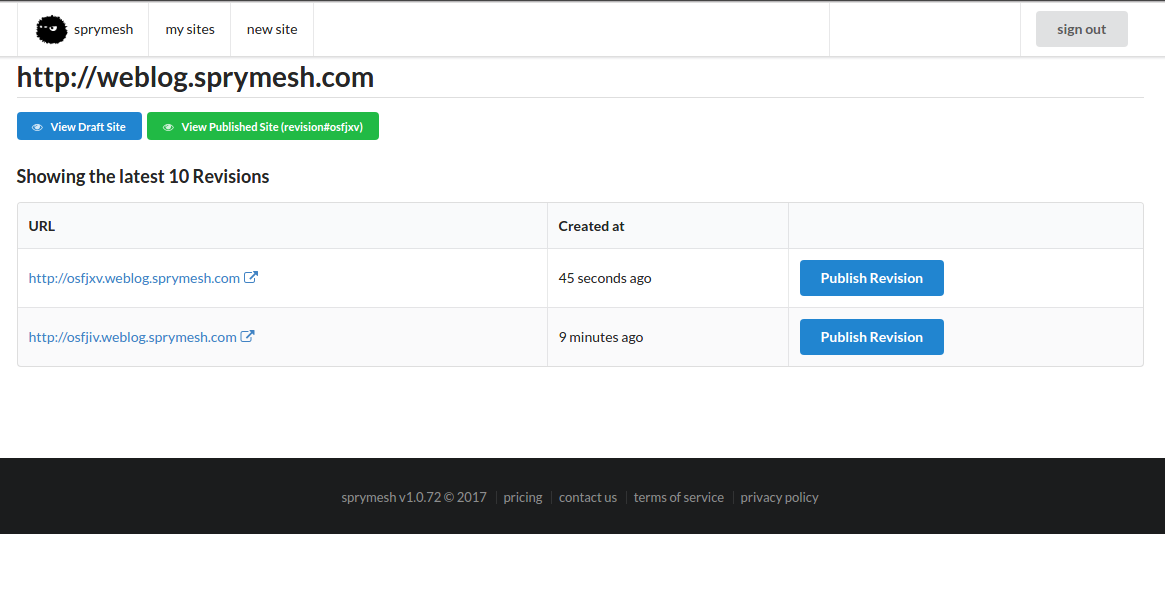 sprymesh my sites new site sign out
http://weblog.sprymesh.com
View Draft Site View Published Site (revision#osfjxv)
Showing the latest 10 Revisions
URL Created at
http://osfjxv.weblog.sprymesh.com 45 seconds ago Publish Revision
http://osfjiv.weblog.sprymesh.com 9 minutes ago Publish Revision
sprymesh v1.0.72 © 2017 pricing contact us terms of service privacy policy